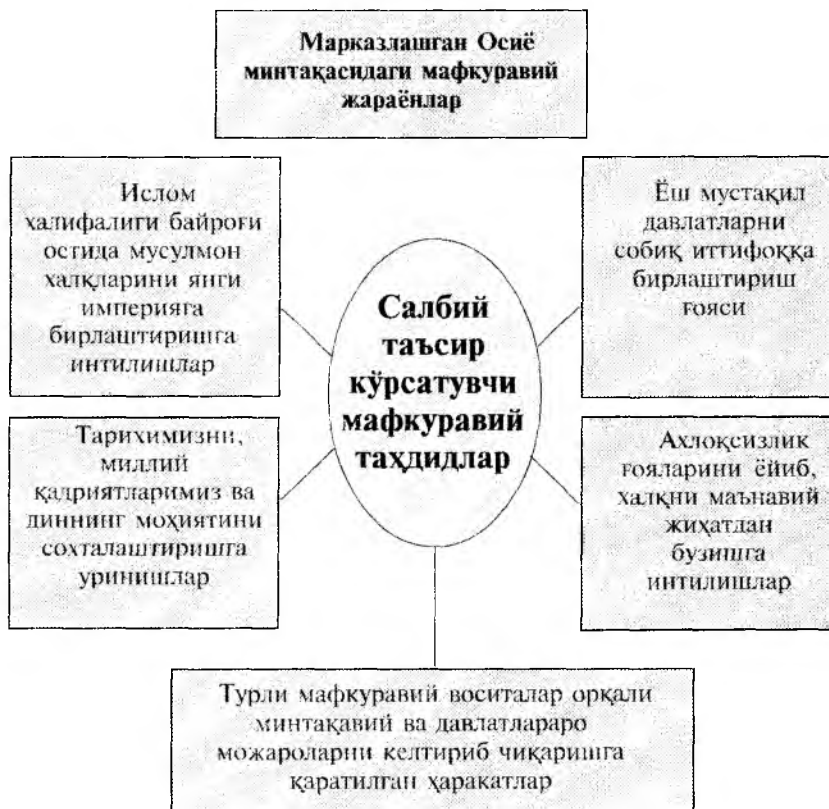 Марказлашган Осиё
минтақасидаги мафкуравий
жараёнлар
Ислом
халифалиги байроғи
остида мусулмон
халқларини янги
империяга
бирлаштиришга
интилишлар
Ёш мустақил
давлатларни
собиқ иттифоққа
бирлаштириш
ғояси
Салбий
таъсир
кўрсатувчи
мафкуравий
таҳдидлар
Тарихимизни,
миллий
қадриятларимиз ва
диннинг моҳиятини
сохталаштиришга
уринишлар
Ахлоқсизлик
ғояларини ёйиб,
халқни маънавий
жиҳатдан
бузишга
интилишлар
Турли мафкуравий воситалар орқали
минтақавий ва давлатлараро
можароларни келтириб чиқаришга
қаратилган ҳаракатлар